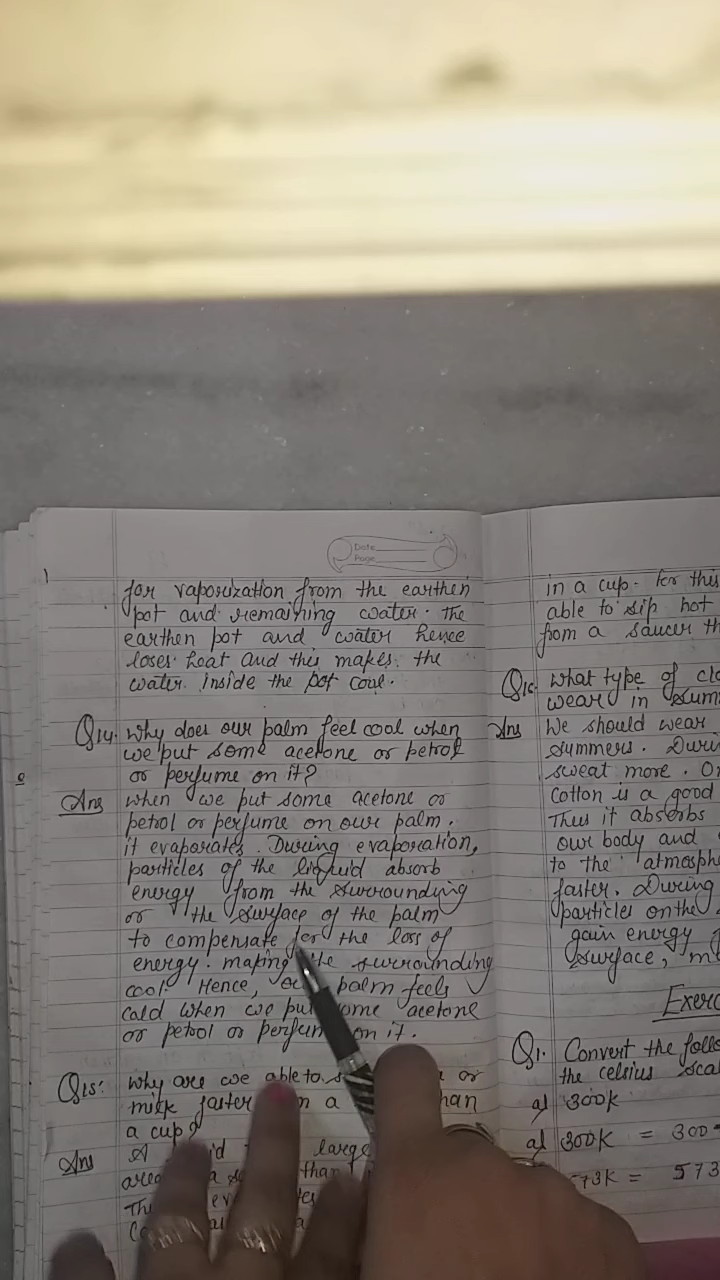 Date
Page
for vaporization from the earthen
pot and remaining water. The
earthen pot and water hence
loses heat and this makes the
water inside the pot cool.
Q14. Why does our palm feel cool when
we put some acetone or petrol
or perfume on it?
Ans When we put some acetone or
petrol or perfume on our palm.
it evaporates. During evaporation,
particles of the liquid absorb
energy from the surrounding
or the surface of the palm
to compensate for the loss of
energy. making the surrounding
cool. Hence, our palm feels
cold when we put some acetone
or petrol or perfume on it.
Q15. Why are we able to or
milk faster a than
a cup?
Ans A large
area a than
in a cup. for this
able to sip hot
from a saucer
Q16. What type of
wear in
Ans We should wear
summers.
sweat more.
Cotton is a good
Thus it absorbs
our body and
to the
faster. During
particles on the
gain energy
surface,
Q1. Convert the
the celsius
a) 300K
a) 300K = 300
573